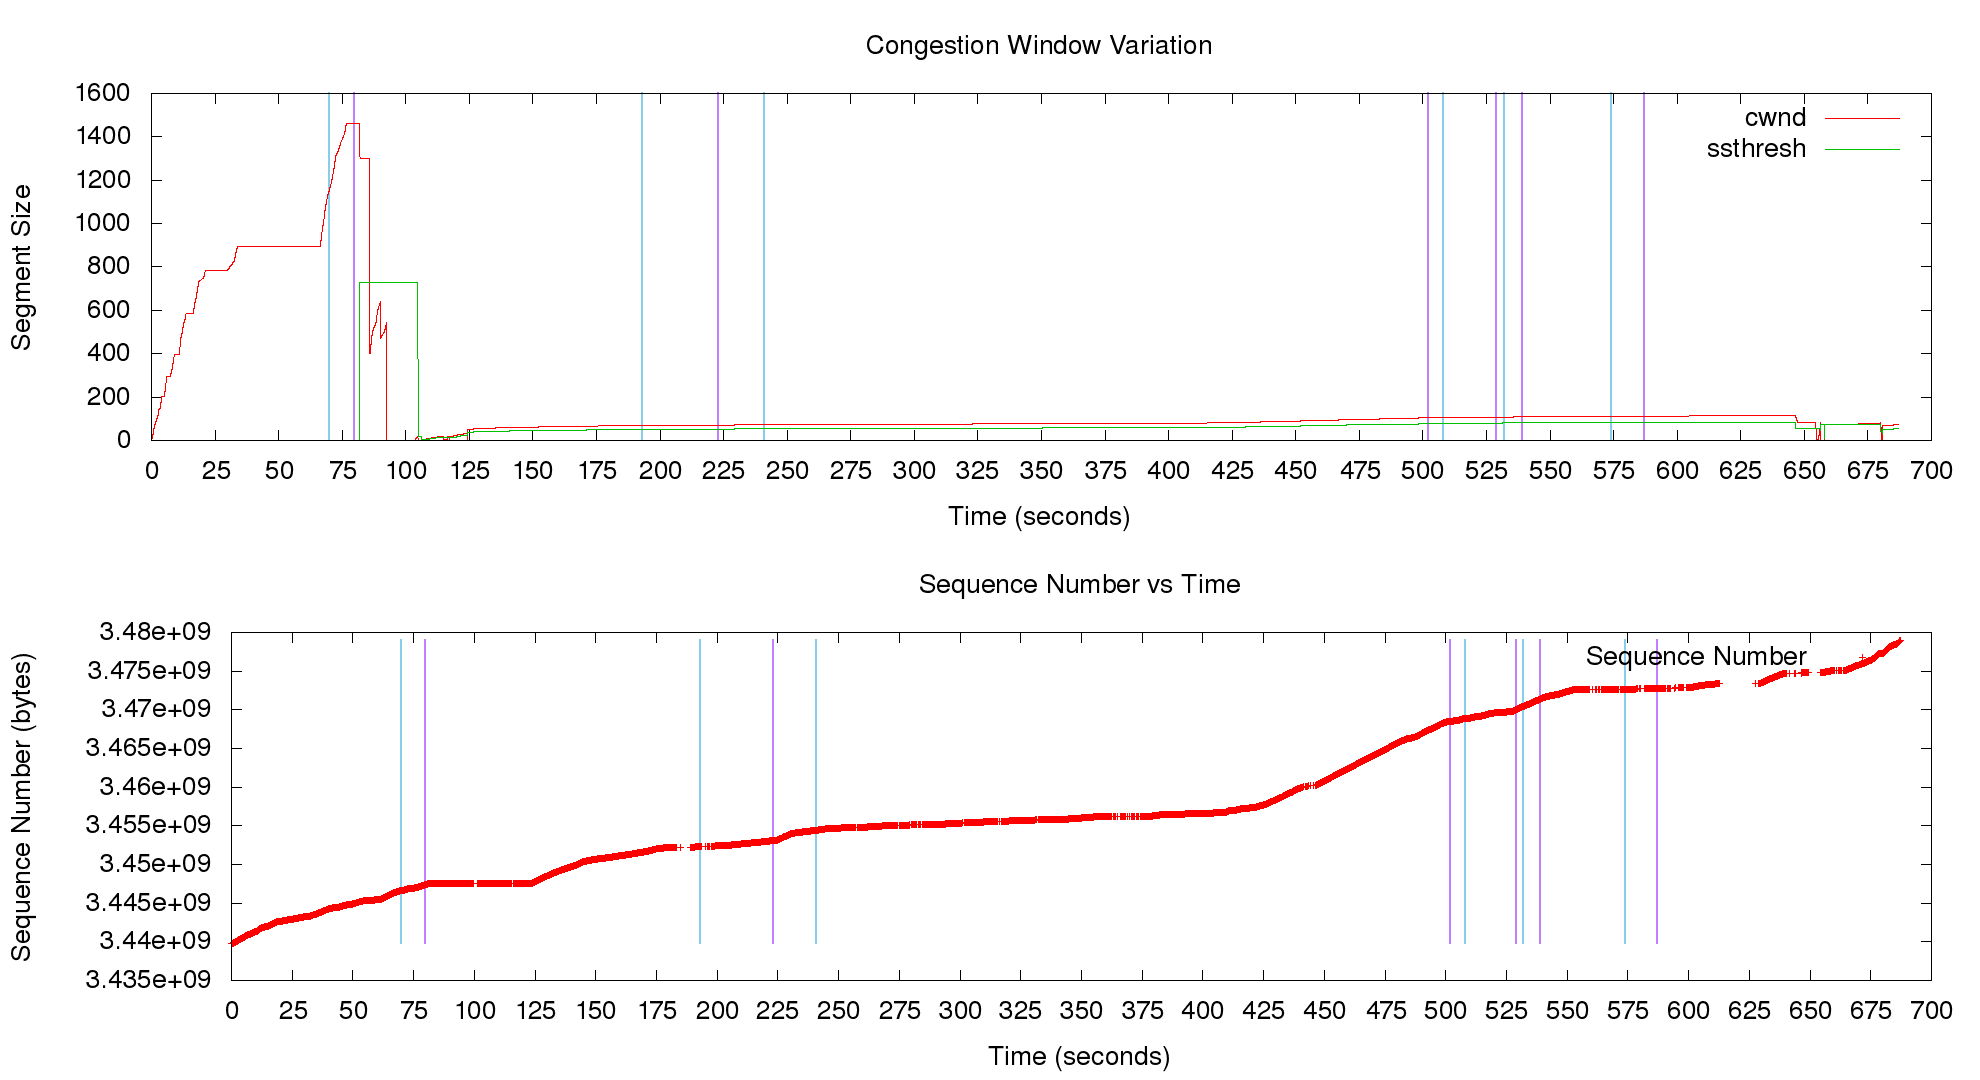 Congestion Window Variation
1600
1400
1200
1000
800
600
400
200
0
Segment Size
cwnd
ssthresh
0 25 50 75 100 125 150 175 200 225 250 275 300 325 350 375 400 425 450 475 500 525 550 575 600 625 650 675 700
Time (seconds)
Sequence Number vs Time
3.48e+09
3.475e+09
3.47e+09
3.465e+09
3.46e+09
3.455e+09
3.45e+09
3.445e+09
3.44e+09
3.435e+09
Sequence Number (bytes)
Sequence Number
0 25 50 75 100 125 150 175 200 225 250 275 300 325 350 375 400 425 450 475 500 525 550 575 600 625 650 675 700
Time (seconds)